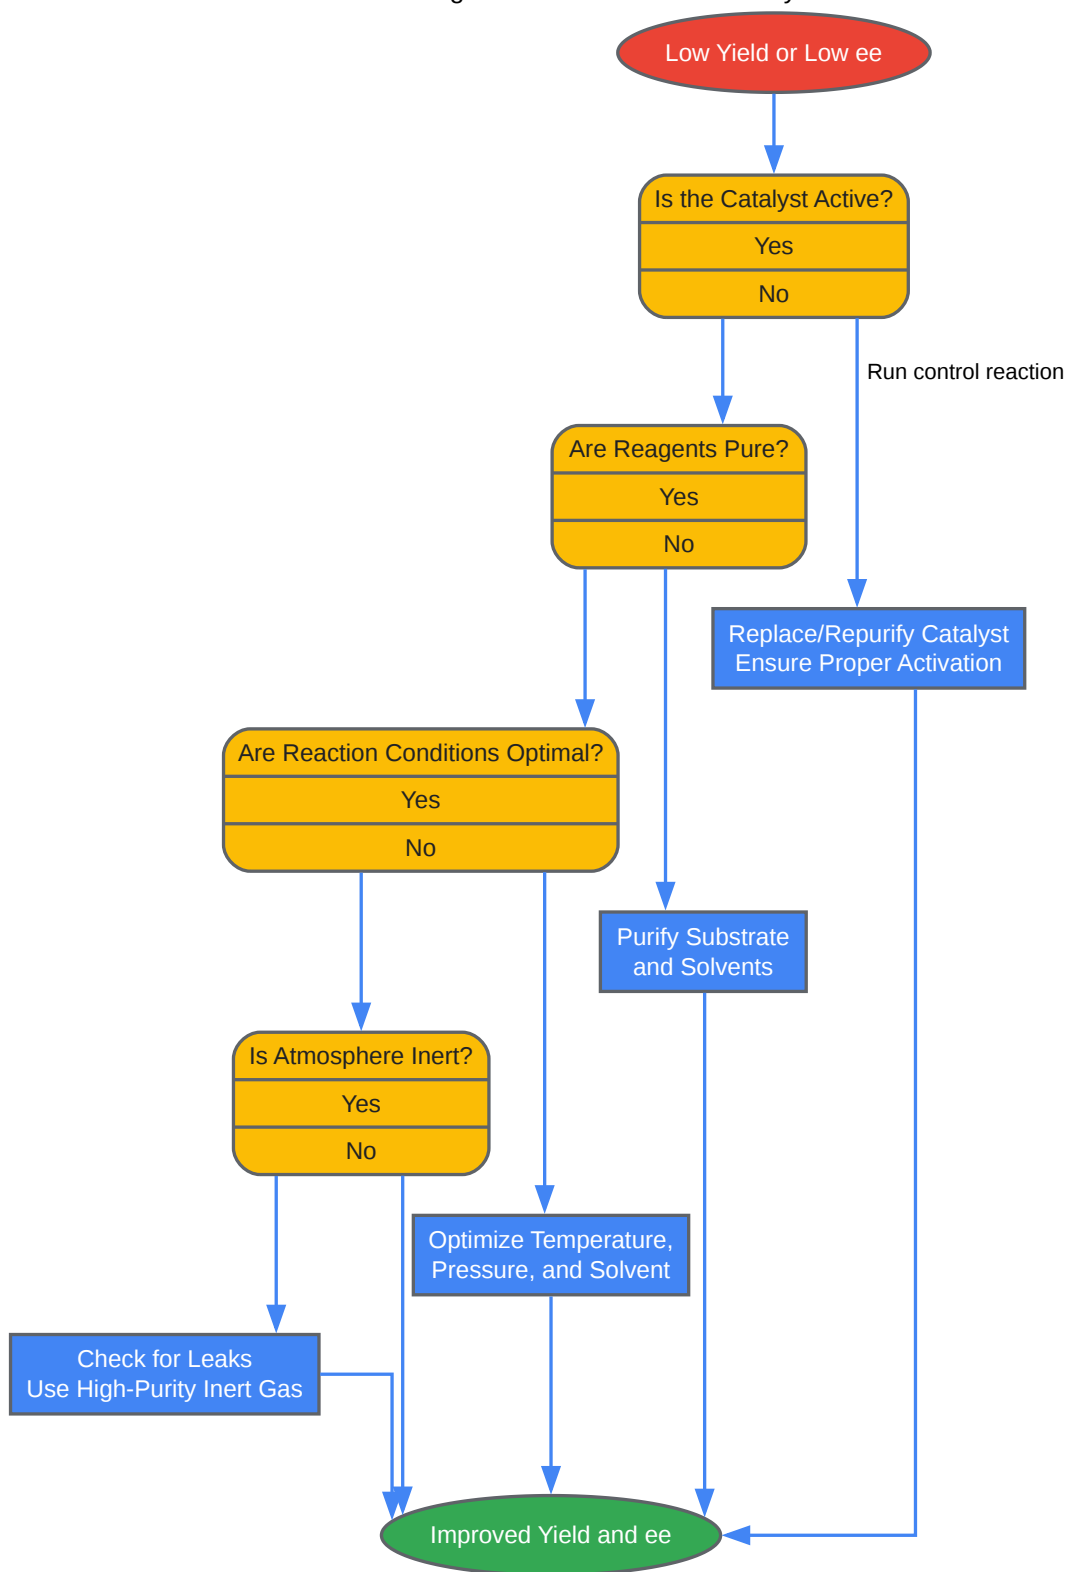 Low Yield or Low ee
Is the Catalyst Active?
Yes
No
Run control reaction
Are Reagents Pure?
Yes
No
Replace/Repurify Catalyst
Ensure Proper Activation
Are Reaction Conditions Optimal?
Yes
No
Purify Substrate
and Solvents
Is Atmosphere Inert?
Yes
No
Optimize Temperature,
Pressure, and Solvent
Check for Leaks
Use High-Purity Inert Gas
Improved Yield and ee